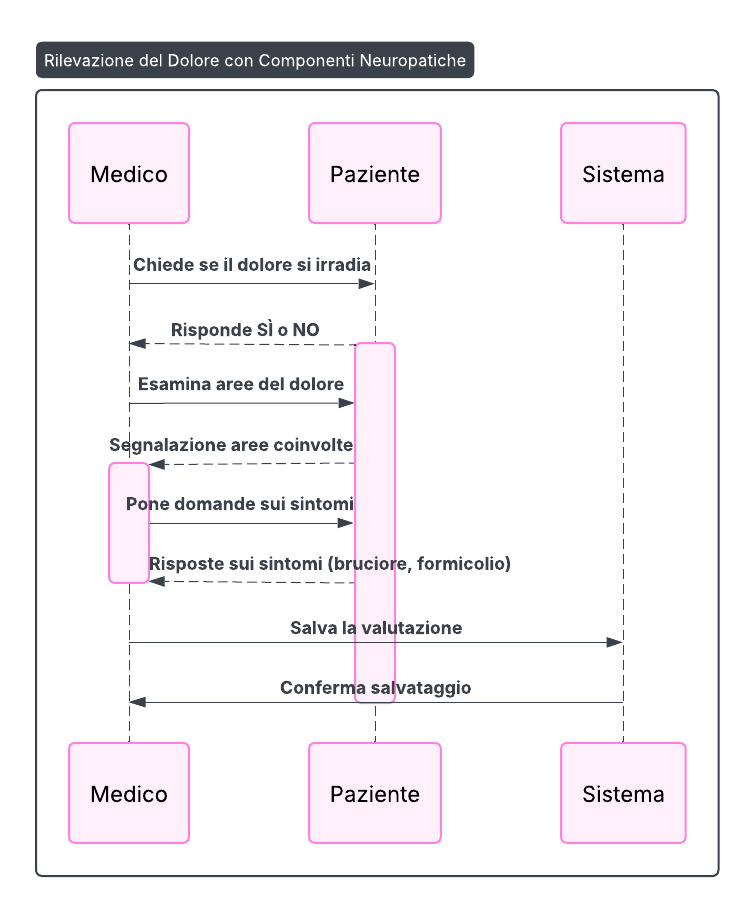 Rilevazione del Dolore con Componenti Neuropatiche
Medico
Paziente
Sistema
Chiede se il dolore si irradia
Risponde SÌ o NO
Esamina aree del dolore
Segnalazione aree coinvolte
Pone domande sui sintomi
Risposte sui sintomi (bruciore, formicolio)
Salva la valutazione
Conferma salvataggio
Medico
Paziente
Sistema